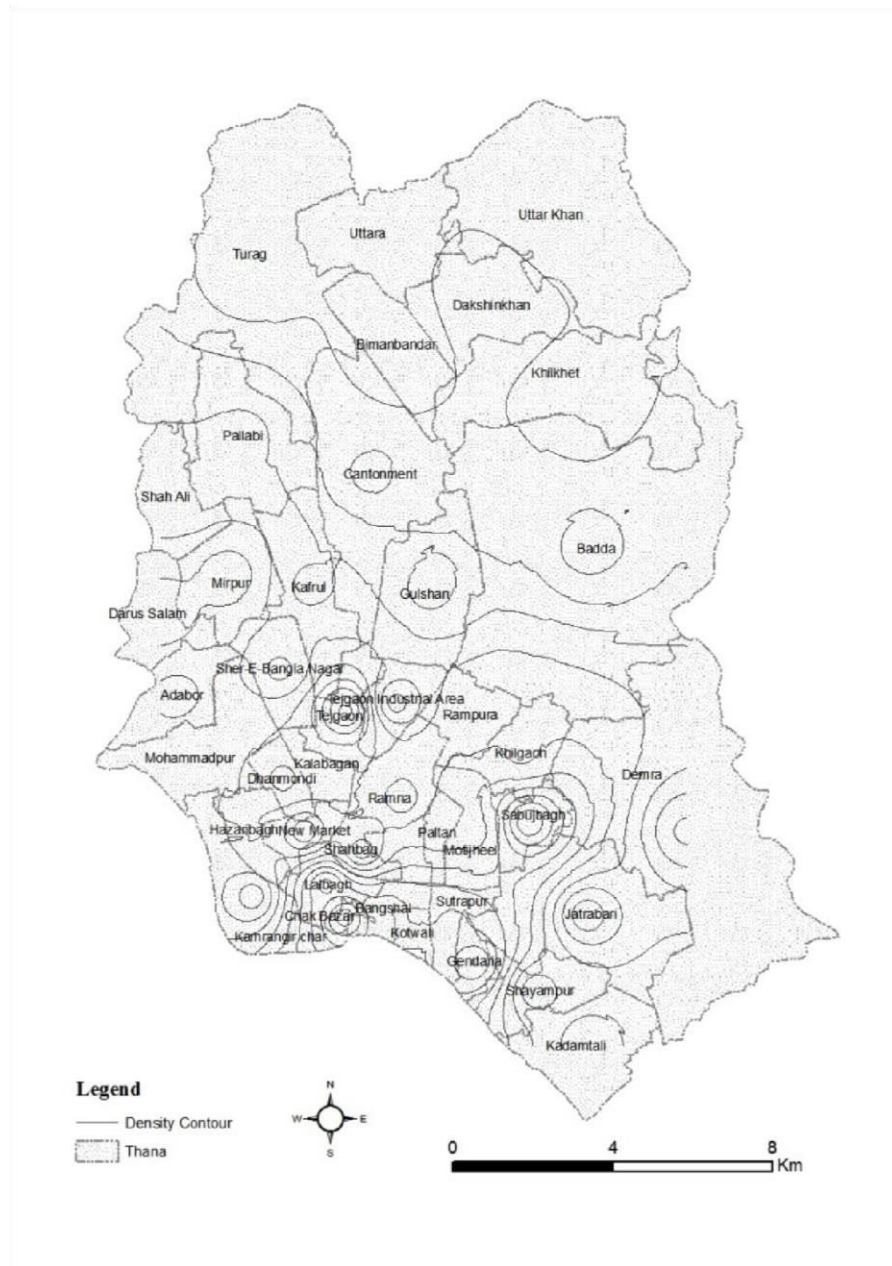 Uttar Khan
Uttara
Turag
Dakshinkhan
Bimanbandar
Khilkhet
Pallabi
Cantonment
Shah Ali
Badda
Mirpur
Kafrul
Gulshan
Darus Salam
Sher-E-Bangla Nagar
Adabor
Tejgaon Industrial Area
Tejgaon
Rampura
Khilgaon
Mohammadpur
Kalabagan
Dhanmondi
Demra
Ramna
Sabujbagh
Hazaribagh
New Market
Paltan
Shahbag
Motijheel
Lalbagh
Sutrapur
Bangshal
Chak Bazar
Jatrabari
Kotwali
Kamrangir char
Gendaria
Shayampur
Kadamtali
Legend
Density Contour
Thana
N
W
E
S
0 4 8
Km